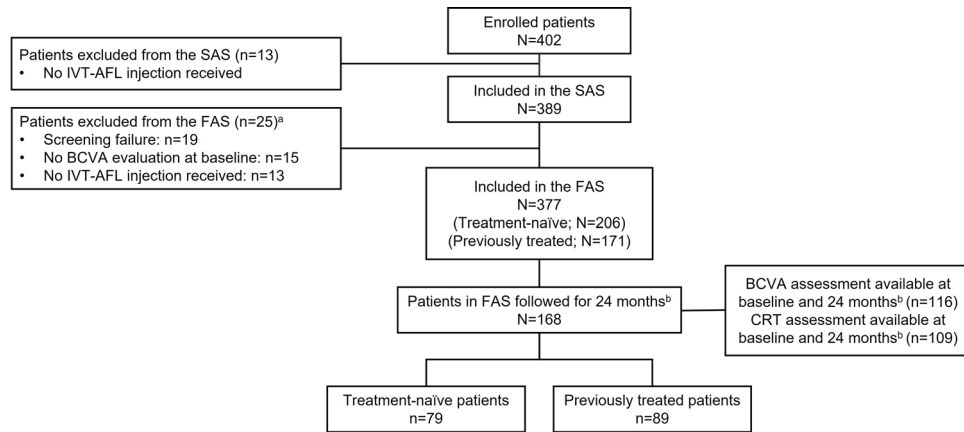 Enrolled patients
N=402
Patients excluded from the SAS (n=13)
• No IVT-AFL injection received
Included in the SAS
N=389
Patients excluded from the FAS (n=25)ᵃ
• Screening failure: n=19
• No BCVA evaluation at baseline: n=15
• No IVT-AFL injection received: n=13
Included in the FAS
N=377
(Treatment-naïve; N=206)
(Previously treated; N=171)
Patients in FAS followed for 24 monthsᵇ
N=168
BCVA assessment available at
baseline and 24 monthsᵇ (n=116)
CRT assessment available at
baseline and 24 monthsᵇ (n=109)
Treatment-naïve patients
n=79
Previously treated patients
n=89